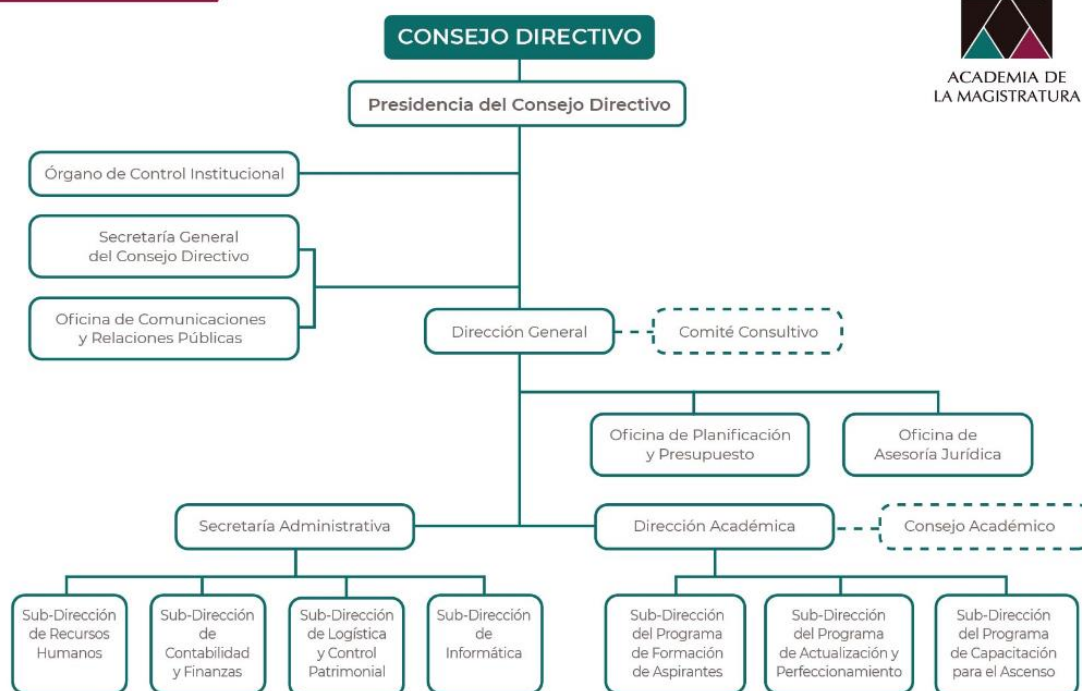 CONSEJO DIRECTIVO
ACADEMIA DE
LA MAGISTRATURA
Presidencia del Consejo Directivo
Órgano de Control Institucional
Secretaría General
del Consejo Directivo
Oficina de Comunicaciones
y Relaciones Públicas
Dirección General
Comité Consultivo
Oficina de Planificación
y Presupuesto
Oficina de
Asesoría Jurídica
Secretaría Administrativa
Dirección Académica
Consejo Académico
Sub-Dirección
de Recursos
Humanos
Sub-Dirección
de
Contabilidad
y Finanzas
Sub-Dirección
de Logística
y Control
Patrimonial
Sub-Dirección
de
Informática
Sub-Dirección
del Programa
de Formación
de Aspirantes
Sub-Dirección
del Programa
de Actualización y
Perfeccionamiento
Sub-Dirección
del Programa
de Capacitación
para el Ascenso